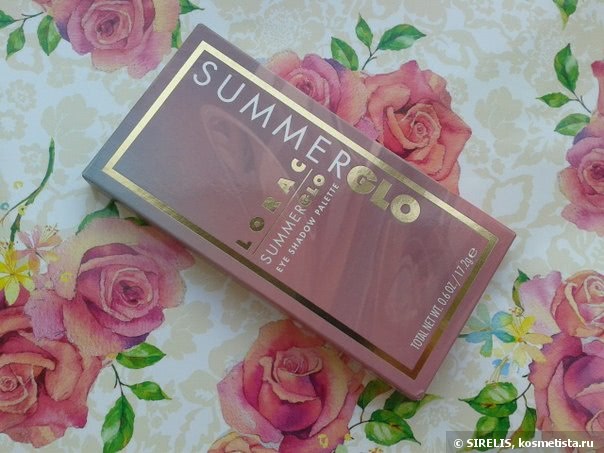 SUMMERGLO
LORAC
SUMMERGLO
EYE SHADOW PALETTE
TOTAL NET WT. 0.6 OZ / 17.2g e
© SIRELIS, kosmetista.ru